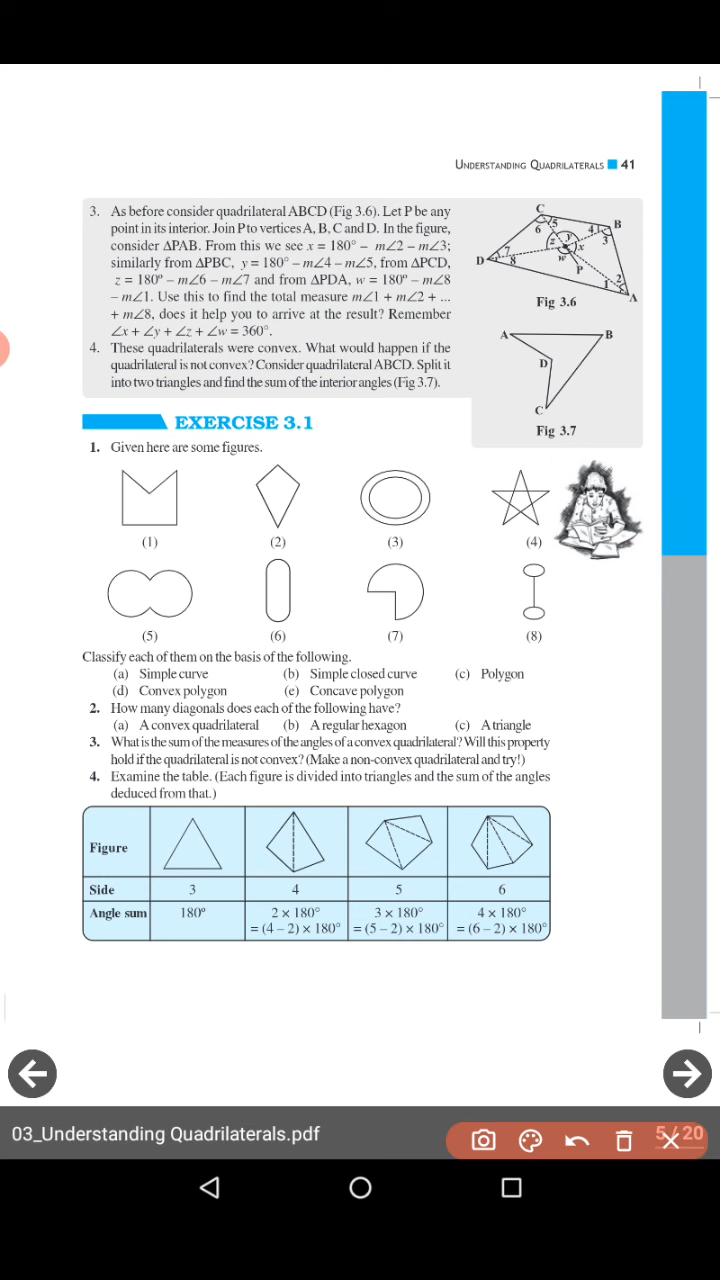 UNDERSTANDING QUADRILATERALS 41
3. As before consider quadrilateral ABCD (Fig 3.6). Let P be any
point in its interior. Join P to vertices A, B, C and D. In the figure,
consider ΔPAB. From this we see x = 180° – m∠2 – m∠3;
similarly from ΔPBC, y = 180° – m∠4 – m∠5, from ΔPCD,
z = 180º – m∠6 – m∠7 and from ΔPDA, w = 180º – m∠8
– m∠1. Use this to find the total measure m∠1 + m∠2 + ...
+ m∠8, does it help you to arrive at the result? Remember
∠x + ∠y + ∠z + ∠w = 360°.
4. These quadrilaterals were convex. What would happen if the
quadrilateral is not convex? Consider quadrilateral ABCD. Split it
into two triangles and find the sum of the interior angles (Fig 3.7).
C
6 5 4 B
z y x 3
D 7 8 w
P
1 2
A
Fig 3.6
A B
D
C
Fig 3.7
EXERCISE 3.1
1. Given here are some figures.
(1) (2) (3) (4)
(5) (6) (7) (8)
Classify each of them on the basis of the following.
(a) Simple curve (b) Simple closed curve (c) Polygon
(d) Convex polygon (e) Concave polygon
2. How many diagonals does each of the following have?
(a) A convex quadrilateral (b) A regular hexagon (c) A triangle
3. What is the sum of the measures of the angles of a convex quadrilateral? Will this property
hold if the quadrilateral is not convex? (Make a non-convex quadrilateral and try!)
4. Examine the table. (Each figure is divided into triangles and the sum of the angles
deduced from that.)
Figure
Side 3 4 5 6
Angle sum 180º 2 × 180° 3 × 180° 4 × 180°
= (4 – 2) × 180° = (5 – 2) × 180° = (6 – 2) × 180°
03_Understanding Quadrilaterals.pdf 5/20